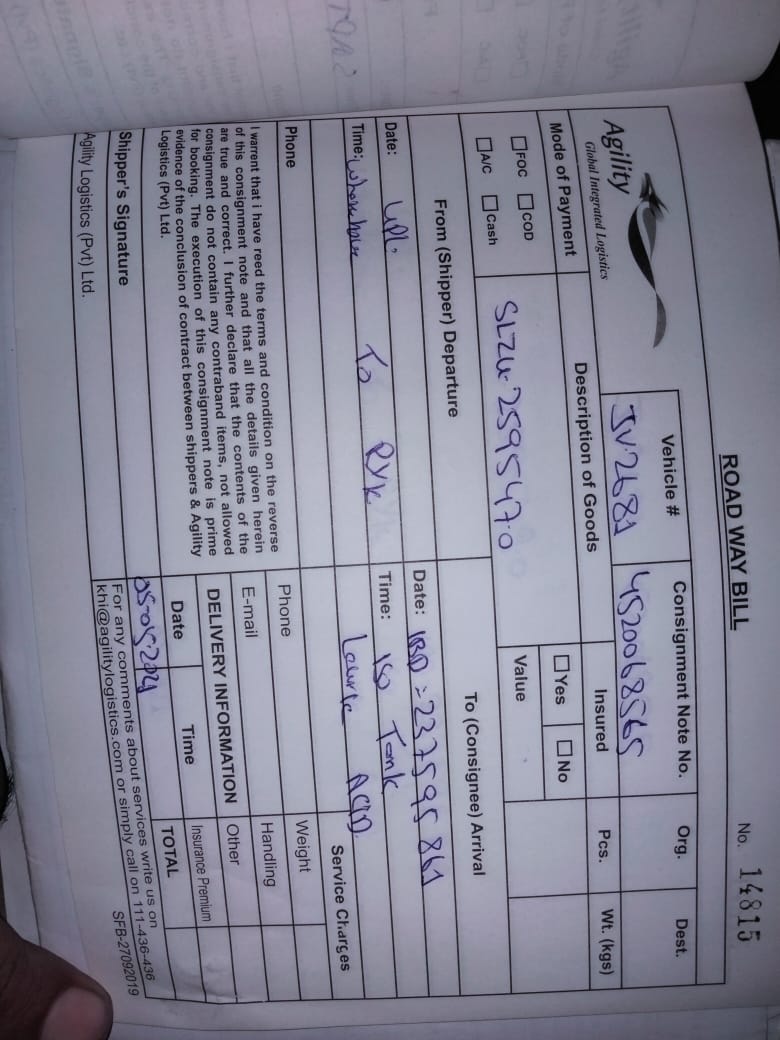 ROAD WAY BILL
No. 14815
Agility
Global Integrated Logistics
Vehicle #
JV-2681
Consignment Note No.
4520068565
Org.
Dest.
Mode of Payment
FOC
COD
A/C
Cash
Description of Goods
SLZU-259547-0
Insured
Yes
No
Value
Pcs.
Wt. (kgs)
From (Shipper) Departure
Date: UPL.
Time:
To RYK
To (Consignee) Arrival
Date: IBD = 237595861
Time: ISO Tank
ACID
Phone
I warrent that i have reed the terms and condition on the reverse
of this consignment note and that all the details given herein
are true and correct. I further declare that the contents of the
consignment do not contain any contraband items, not allowed
for booking. The execution of this consignment note is prime
evidence of the conclusion of contract between shippers & Agility
Logistics (Pvt) Ltd.
Shipper's Signature
Agility Logistics (Pvt) Ltd.
Phone
E-mail
DELIVERY INFORMATION
Date
Time
05-05-2021
Service Charges
Weight
Handling
Other
Insurance Premium
TOTAL
For any comments about services write us on
khi@agilitylogistics.com or simply call on 111-436-436
SFB-27092019